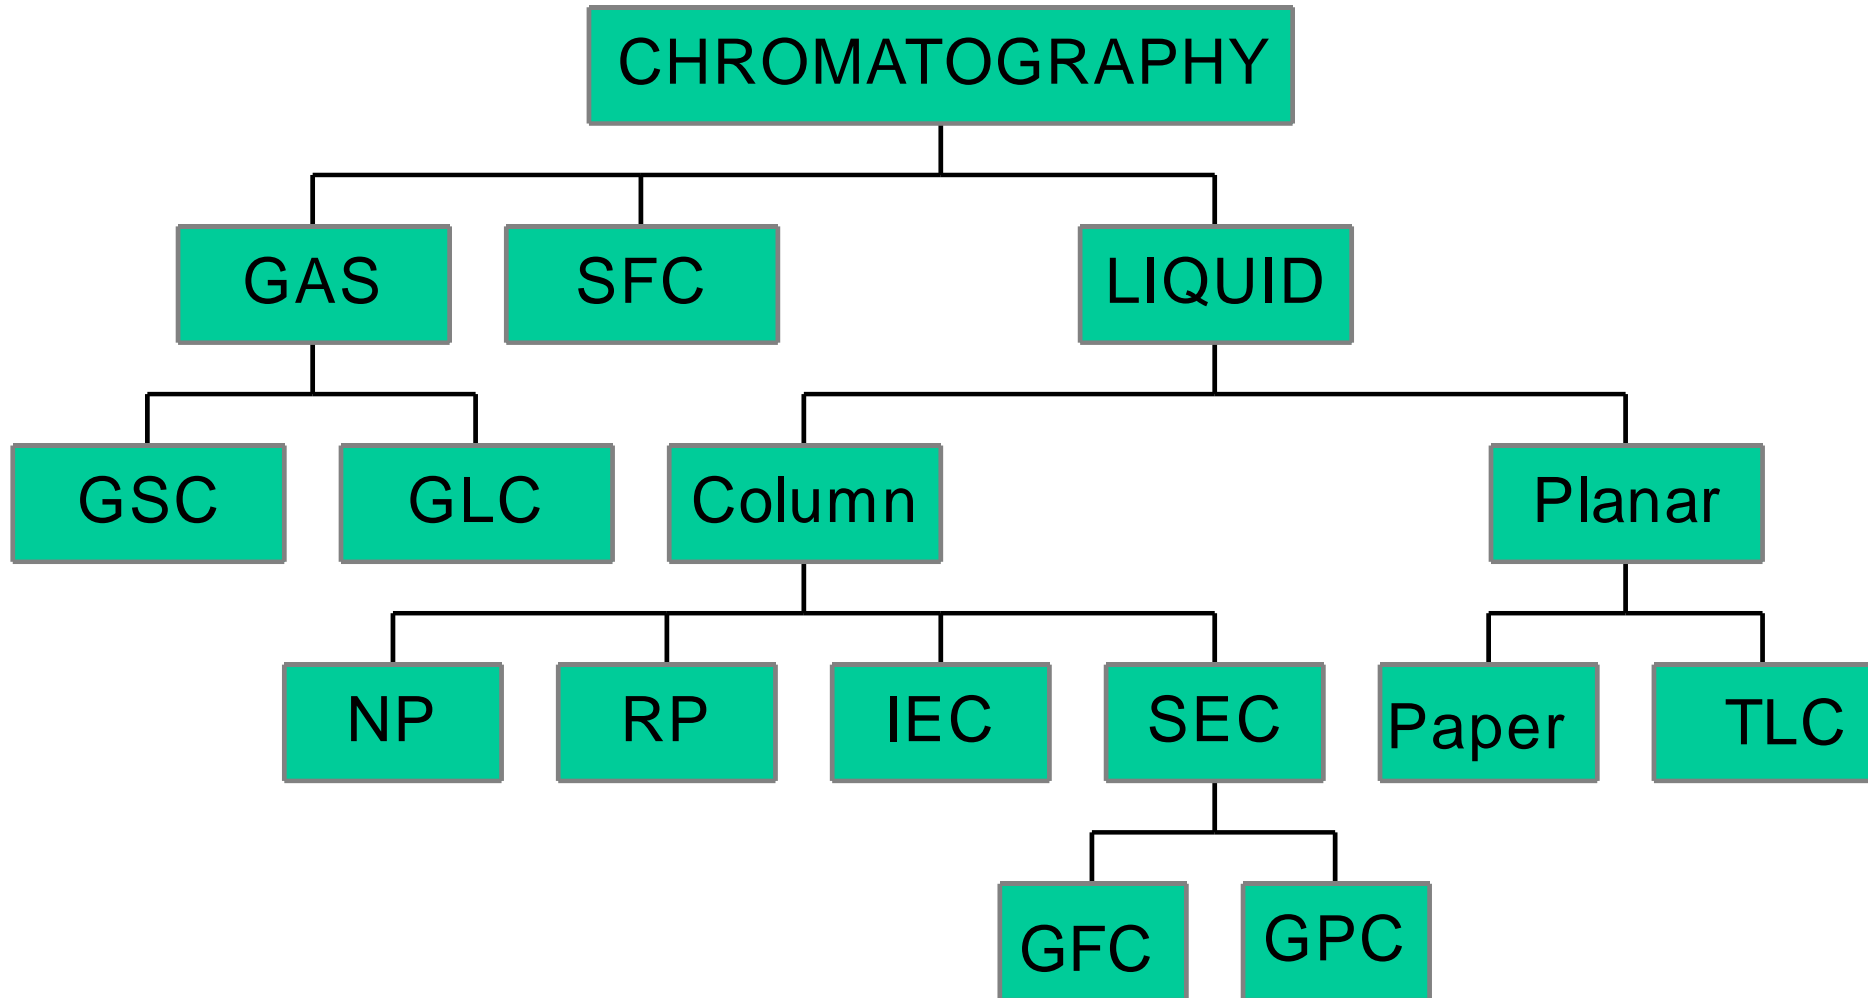 CHROMATOGRAPHY
GAS
SFC
LIQUID
GSC
GLC
Column
Planar
NP
RP
IEC
SEC
Paper
TLC
GFC
GPC